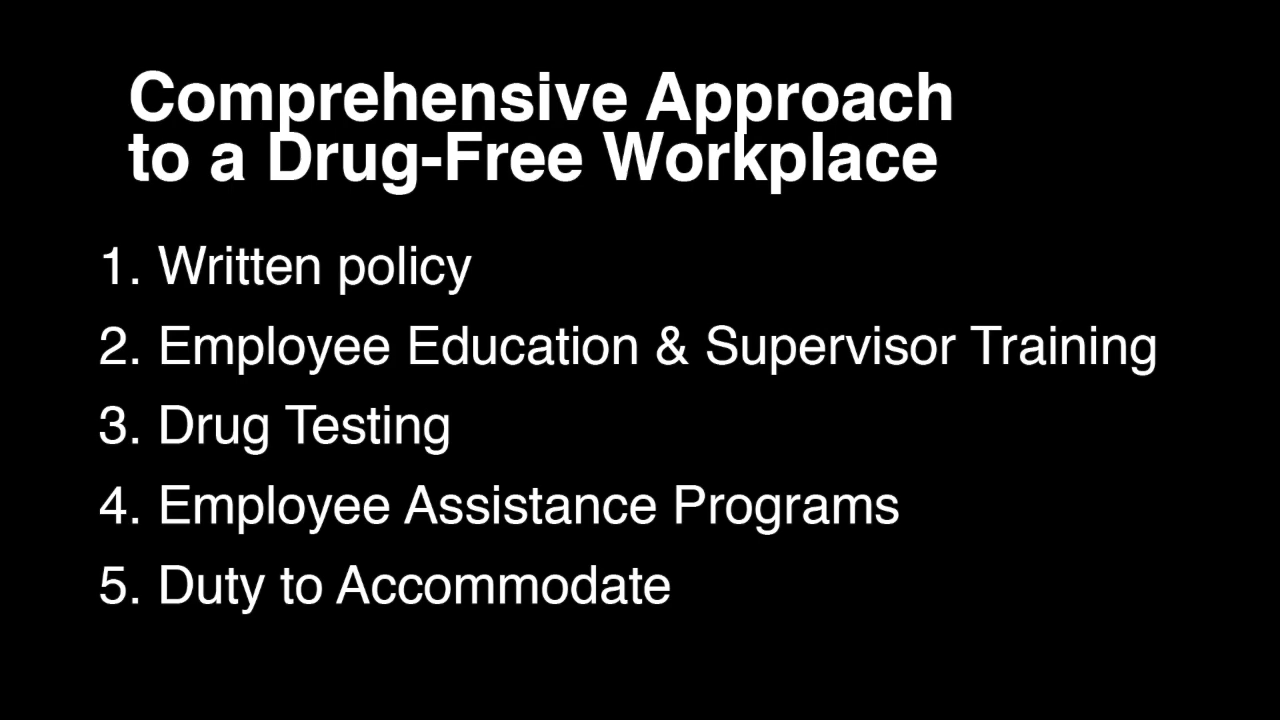 Comprehensive Approach
to a Drug-Free Workplace
1. Written policy
2. Employee Education & Supervisor Training
3. Drug Testing
4. Employee Assistance Programs
5. Duty to Accommodate